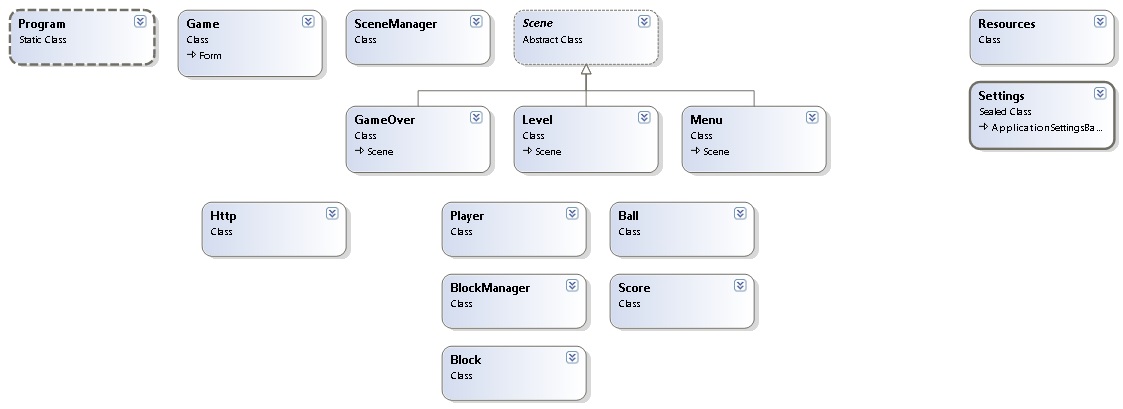 Program
Static Class
Game
Class
Form
SceneManager
Class
Scene
Abstract Class
Resources
Class
Settings
Sealed Class
ApplicationSettingsBa...
GameOver
Class
Scene
Level
Class
Scene
Menu
Class
Scene
Http
Class
Player
Class
Ball
Class
BlockManager
Class
Score
Class
Block
Class